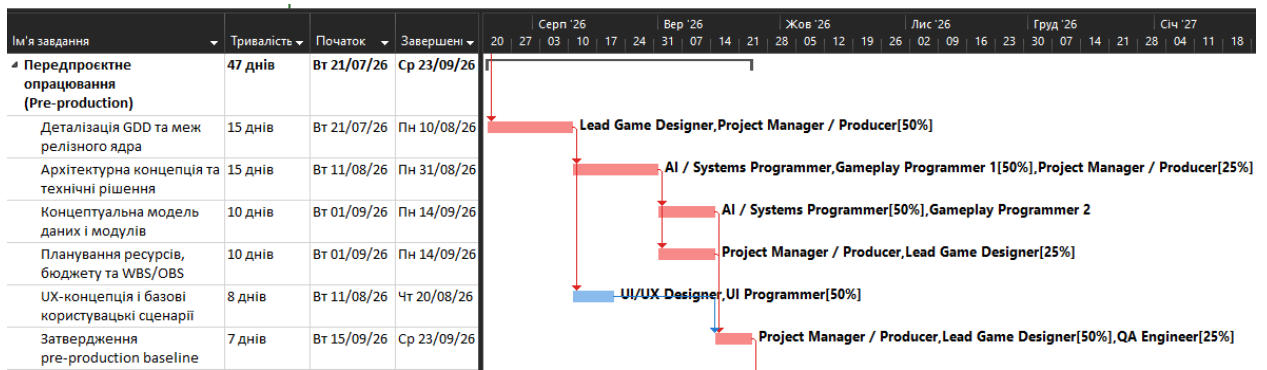 Серп '26 Вер '26 Жов '26 Лис '26 Груд '26 Січ '27
Ім'я завдання Тривалість Початок Завершені 20 27 03 10 17 24 31 07 14 21 28 05 12 19 26 02 09 16 23 30 07 14 21 28 04 11 18
Передпроєктне 47 днів Вт 21/07/26 Ср 23/09/26
опрацювання
(Pre-production)
Деталізація GDD та меж 15 днів Вт 21/07/26 Пн 10/08/26 Lead Game Designer,Project Manager / Producer[50%]
релізного ядра
Архітектурна концепція та 15 днів Вт 11/08/26 Пн 31/08/26 AI / Systems Programmer,Gameplay Programmer 1[50%],Project Manager / Producer[25%]
технічні рішення
Концептуальна модель 10 днів Вт 01/09/26 Пн 14/09/26 AI / Systems Programmer[50%],Gameplay Programmer 2
даних і модулів
Планування ресурсів, 10 днів Вт 01/09/26 Пн 14/09/26 Project Manager / Producer,Lead Game Designer[25%]
бюджету та WBS/OBS
UX-концепція і базові 8 днів Вт 11/08/26 Чт 20/08/26 UI/UX Designer,UI Programmer[50%]
користувацькі сценарії
Затвердження 7 днів Вт 15/09/26 Ср 23/09/26 Project Manager / Producer,Lead Game Designer[50%],QA Engineer[25%]
pre-production baseline